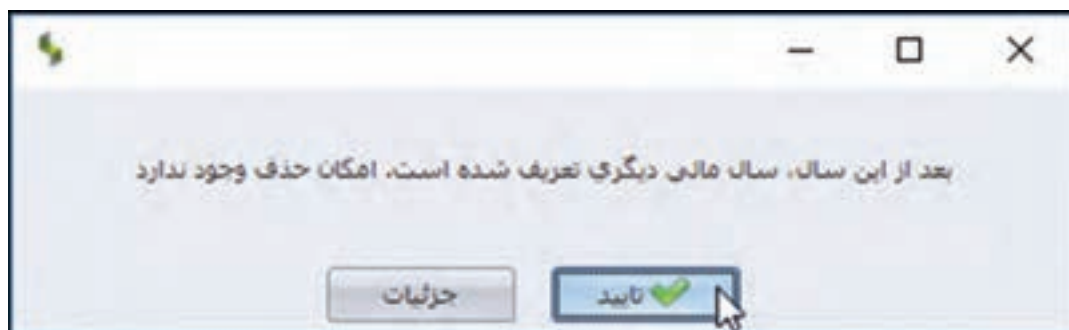 بعد از این سال، سال مالی دیگری تعریف شده است، امکان حذف وجود ندارد
تایید
جزئیات